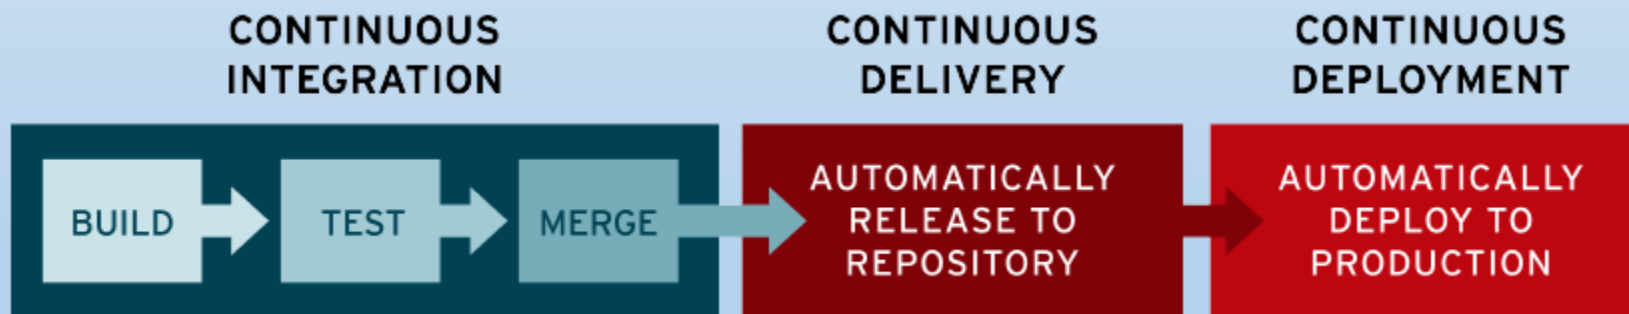 CONTINUOUS
INTEGRATION
CONTINUOUS
DELIVERY
CONTINUOUS
DEPLOYMENT
BUILD
TEST
MERGE
AUTOMATICALLY
RELEASE TO
REPOSITORY
AUTOMATICALLY
DEPLOY TO
PRODUCTION